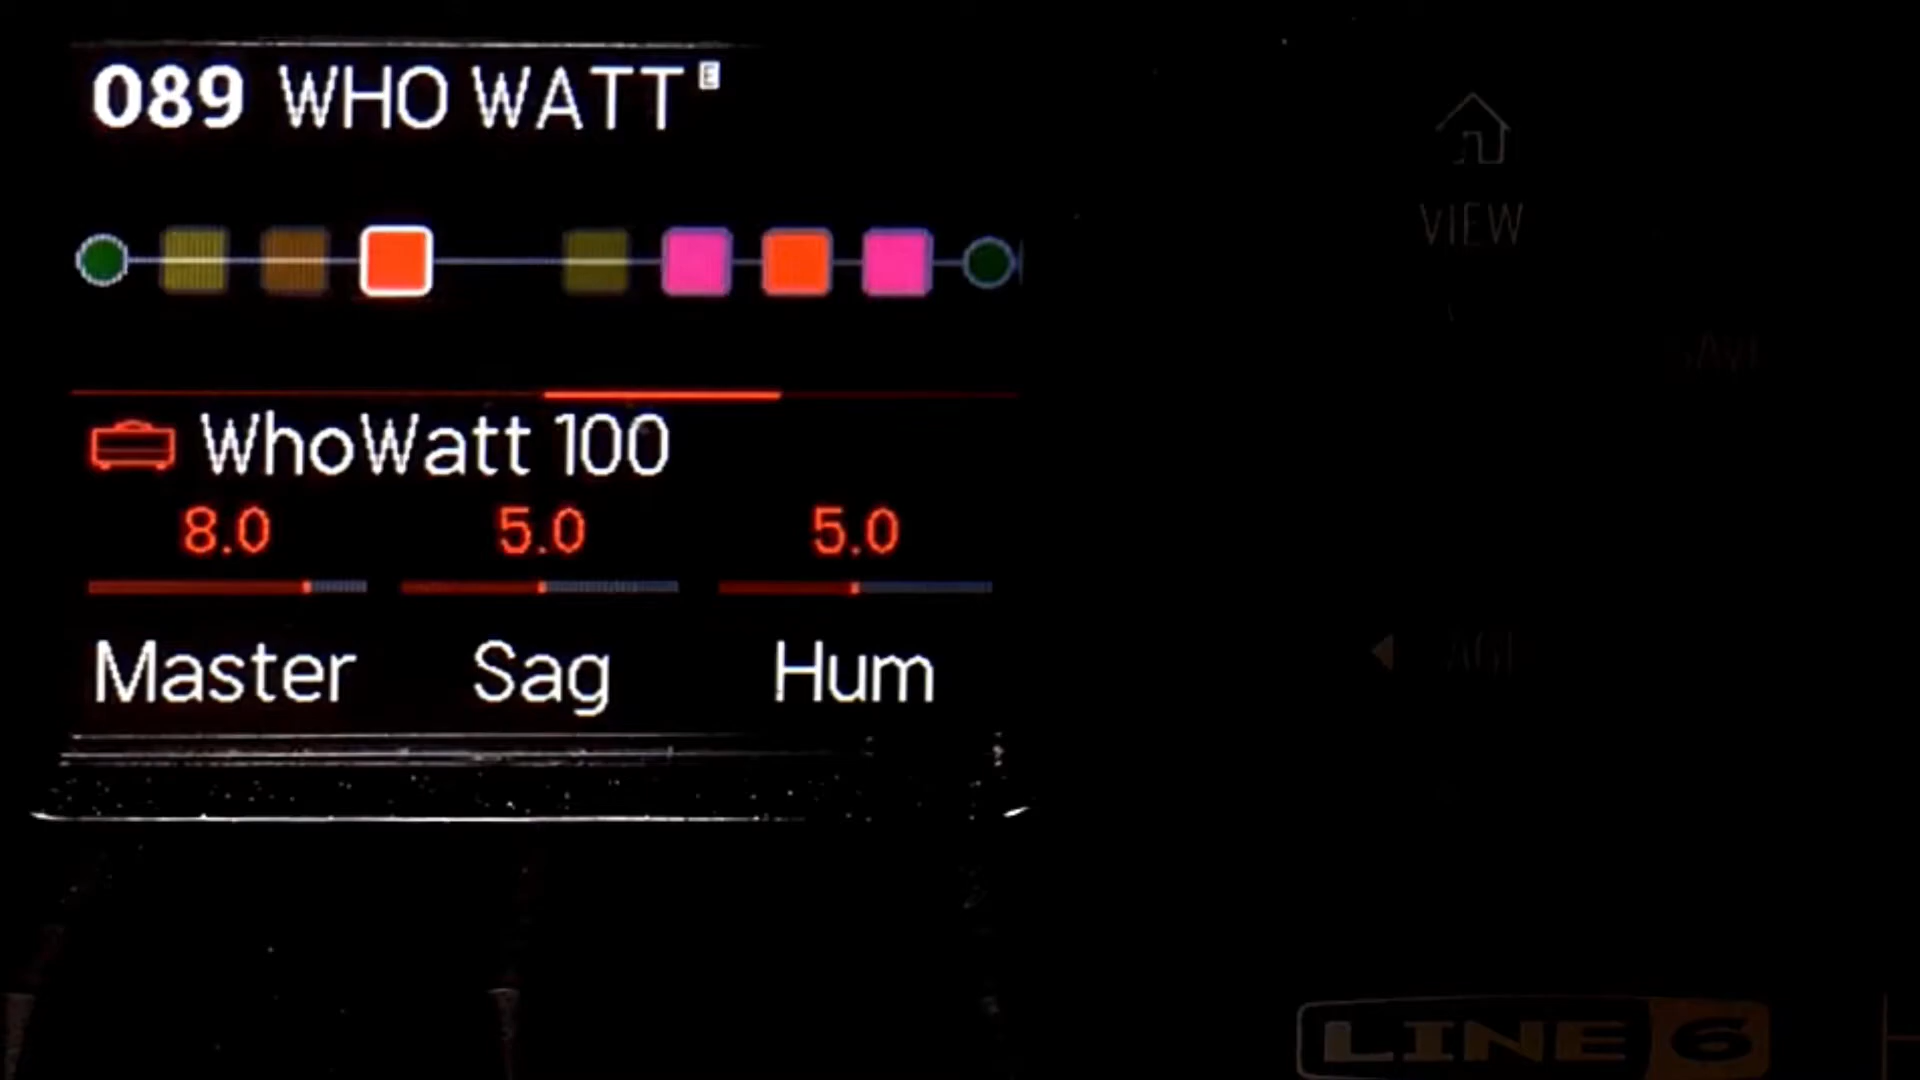 089 WHO WATT E
VIEW
WhoWatt 100
8.0 5.0 5.0
Master Sag Hum
LINE 6